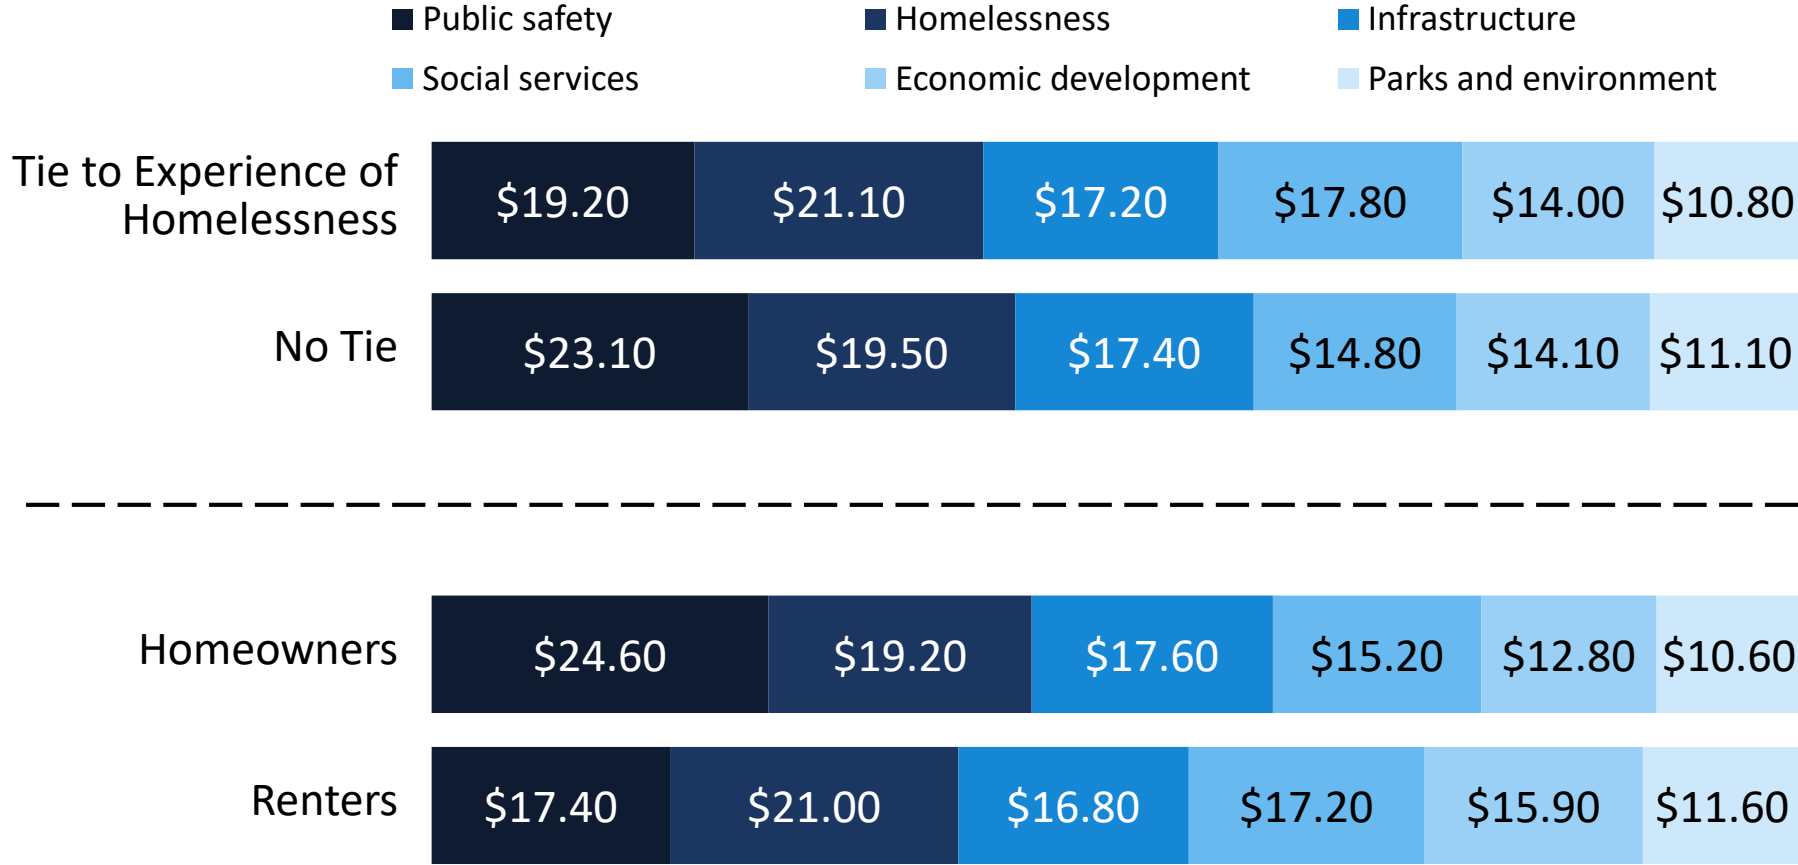 Public safety
Homelessness
Infrastructure
Social services
Economic development
Parks and environment
Tie to Experience of
Homelessness
$19.20 $21.10 $17.20 $17.80 $14.00 $10.80
No Tie
$23.10 $19.50 $17.40 $14.80 $14.10 $11.10
Homeowners
$24.60 $19.20 $17.60 $15.20 $12.80 $10.60
Renters
$17.40 $21.00 $16.80 $17.20 $15.90 $11.60